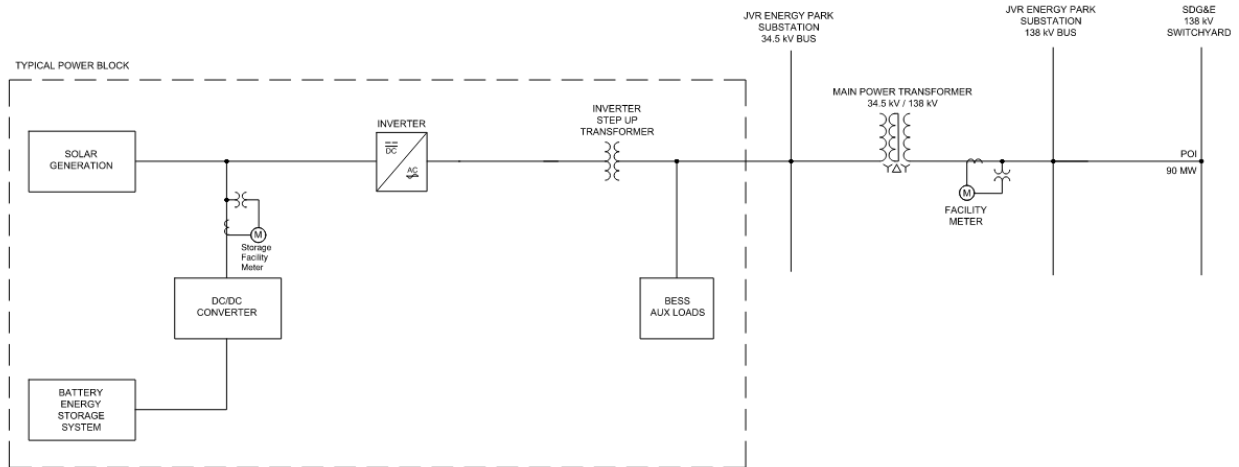 JVR ENERGY PARK
SUBSTATION
34.5 kV BUS
JVR ENERGY PARK
SUBSTATION
138 kV BUS
SDG&E
138 kV
SWITCHYARD
TYPICAL POWER BLOCK
MAIN POWER TRANSFORMER
34.5 kV / 138 kV
INVERTER
STEP UP
TRANSFORMER
INVERTER
DC
AC
SOLAR
GENERATION
POI
90 MW
M
FACILITY
METER
M
Storage
Facility
Meter
DC/DC
CONVERTER
BESS
AUX LOADS
BATTERY
ENERGY
STORAGE
SYSTEM